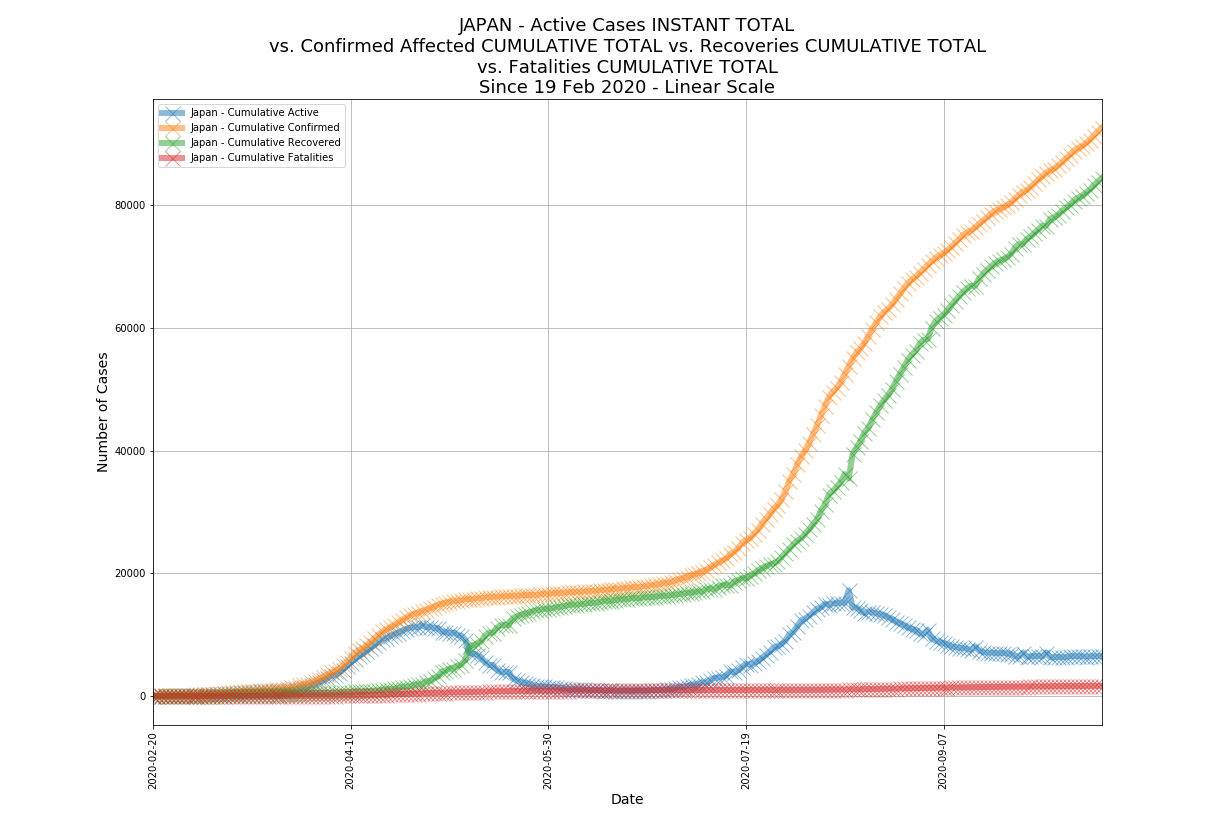 JAPAN - Active Cases INSTANT TOTAL
vs. Confirmed Affected CUMULATIVE TOTAL vs. Recoveries CUMULATIVE TOTAL
vs. Fatalities CUMULATIVE TOTAL
Since 19 Feb 2020 - Linear Scale
Japan - Cumulative Active
Japan - Cumulative Confirmed
Japan - Cumulative Recovered
Japan - Cumulative Fatalities
Number of Cases
80000
60000
40000
20000
0
2020-02-20
2020-04-10
2020-05-30
2020-07-19
2020-09-07
Date